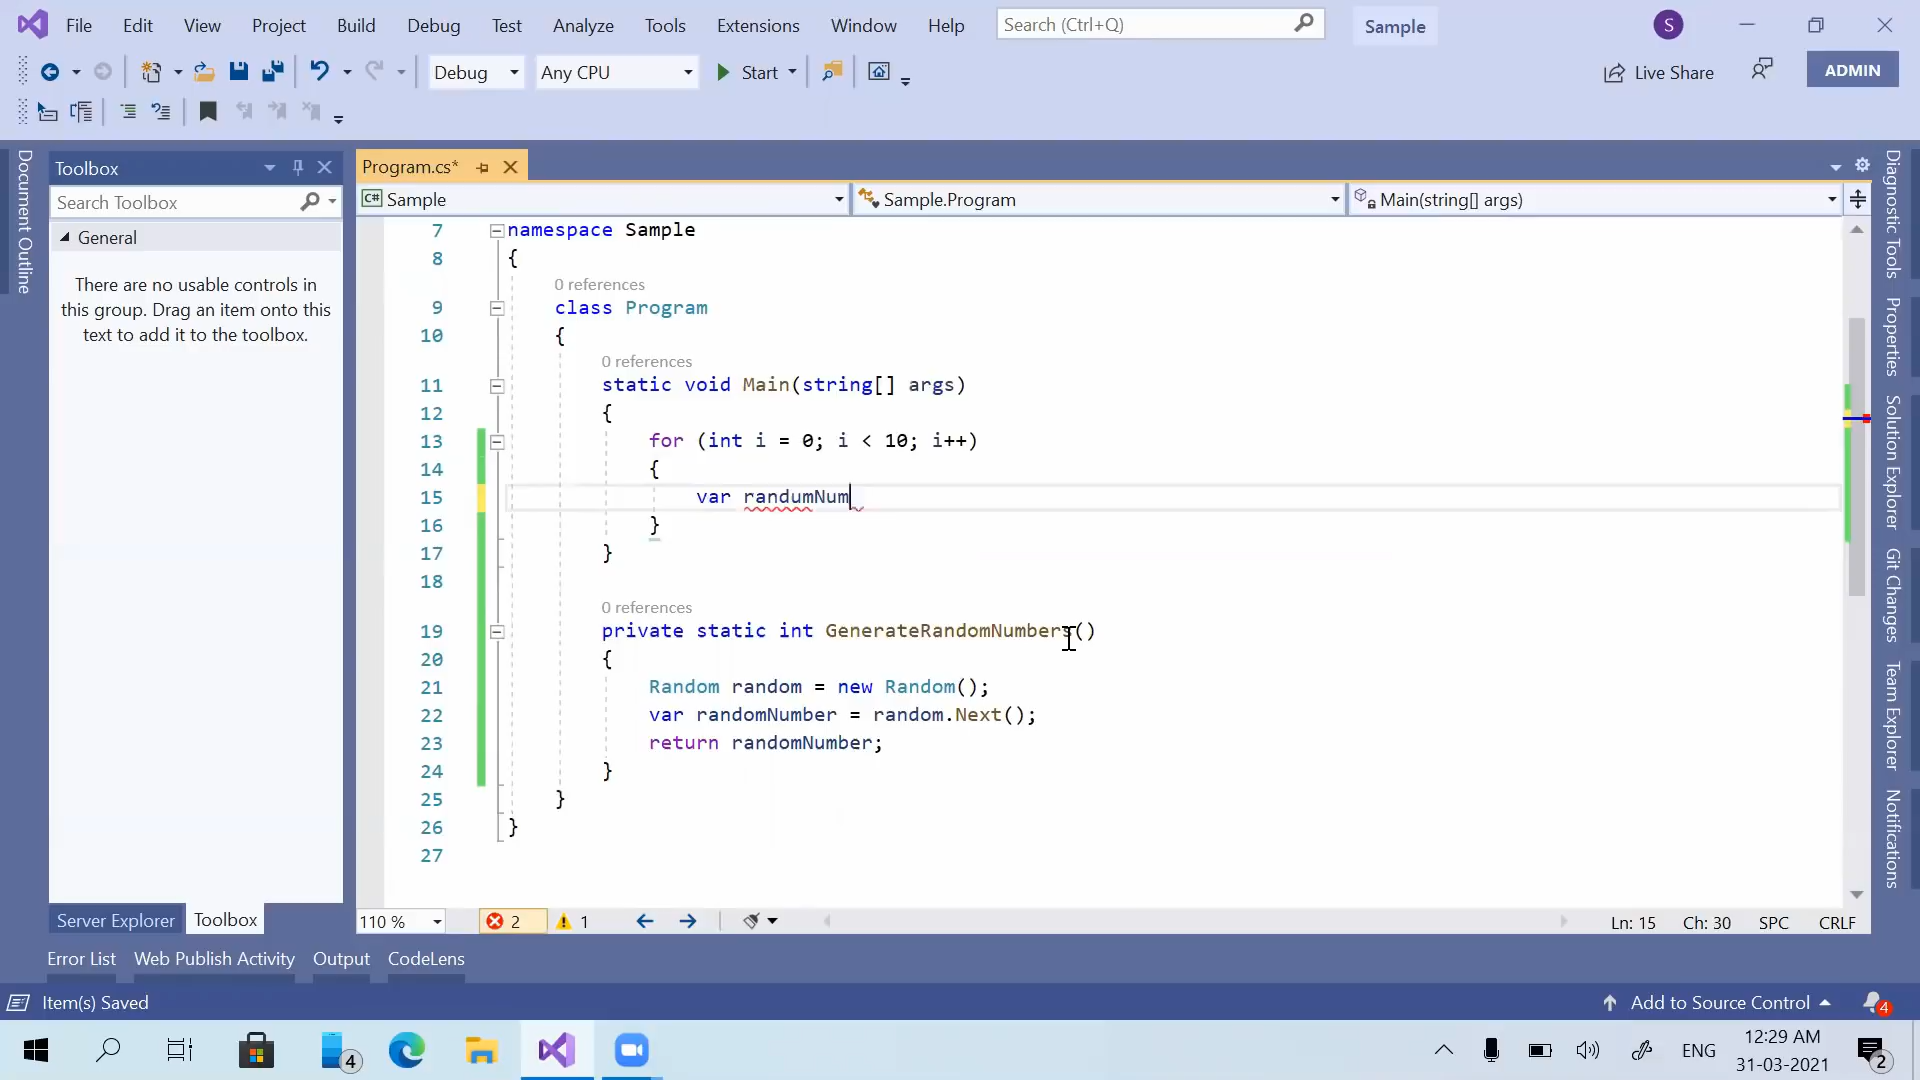 File Edit View Project Build Debug Test Analyze Tools Extensions Window Help Search (Ctrl+Q) Sample S
Debug Any CPU Start Live Share ADMIN
Document Outline
Toolbox
Search Toolbox
General
There are no usable controls in
this group. Drag an item onto this
text to add it to the toolbox.
Server Explorer Toolbox
Program.cs*
C# Sample Sample.Program Main(string[] args)
7 namespace Sample
8 {
0 references
9 class Program
10 {
0 references
11 static void Main(string[] args)
12 {
13 for (int i = 0; i < 10; i++)
14 {
15 var randumNum
16 }
17 }
18
0 references
19 private static int GenerateRandomNumbers()
20 {
21 Random random = new Random();
22 var randomNumber = random.Next();
23 return randomNumber;
24 }
25 }
26 }
27
110 % 2 1 Ln: 15 Ch: 30 SPC CRLF
Diagnostic Tools
Properties
Solution Explorer
Git Changes
Team Explorer
Notifications
Error List Web Publish Activity Output CodeLens
Item(s) Saved Add to Source Control 4
4 ENG 12:29 AM
31-03-2021 2